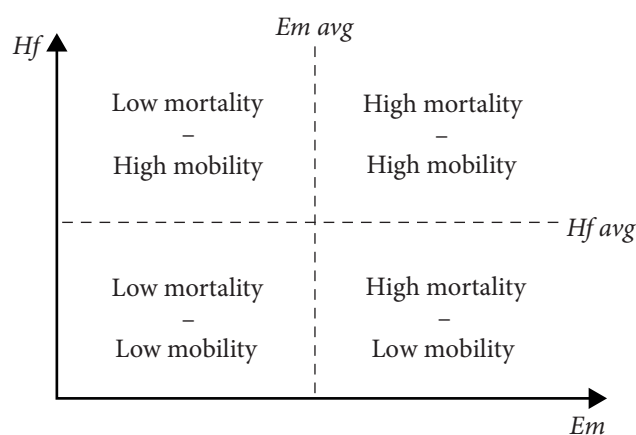 Em avg
Hf
Low mortality
–
High mobility
High mortality
–
High mobility
Hf avg
Low mortality
–
Low mobility
High mortality
–
Low mobility
Em